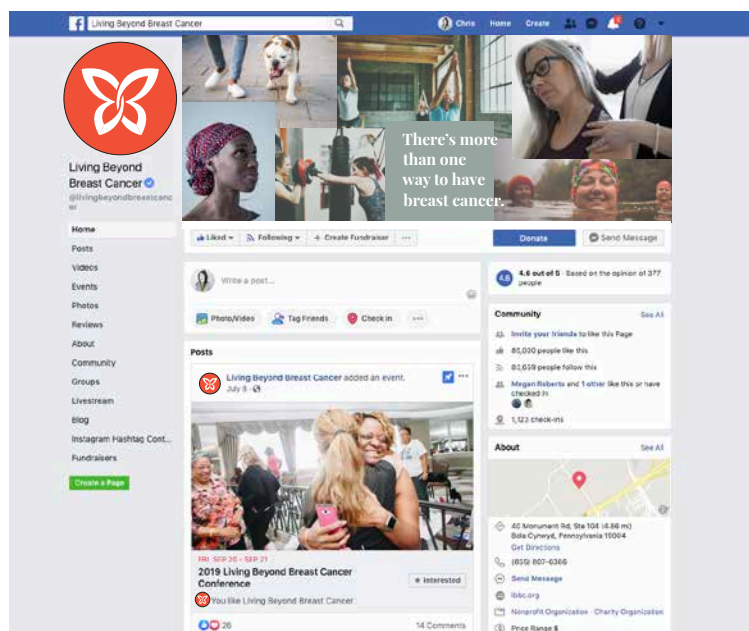 Living Beyond Breast Cancer
Chris Home Create
There's more
than one
way to have
breast cancer.
Living Beyond
Breast Cancer
@livingbeyondbreastcanc
er
Home
Posts
Videos
Events
Photos
Reviews
About
Community
Groups
Livestream
Blog
Instagram Hashtag Cont...
Fundraisers
Create a Page
Liked Following + Create Fundraiser ...
Donate Send Message
Write a post...
Photo/Video Tag Friends Check in ...
Posts
Living Beyond Breast Cancer added an event.
July 8
FRI, SEP 20 - SEP 21
2019 Living Beyond Breast Cancer
Conference
Interested
You like Living Beyond Breast Cancer
26 14 Comments
4.6
4.6 out of 5 · Based on the opinion of 377
people
Community See All
Invite your friends to like this Page
people like this
people follow this
Megan Roberts and 1 other like this or have
checked in
1,123 check-ins
About See All
40 Monument Rd, Ste 104 (4.86 mi)
Bala Cynwyd, Pennsylvania 19004
Get Directions
(855) 807-6386
Send Message
lbbc.org
Nonprofit Organization · Charity Organization
Price Range $